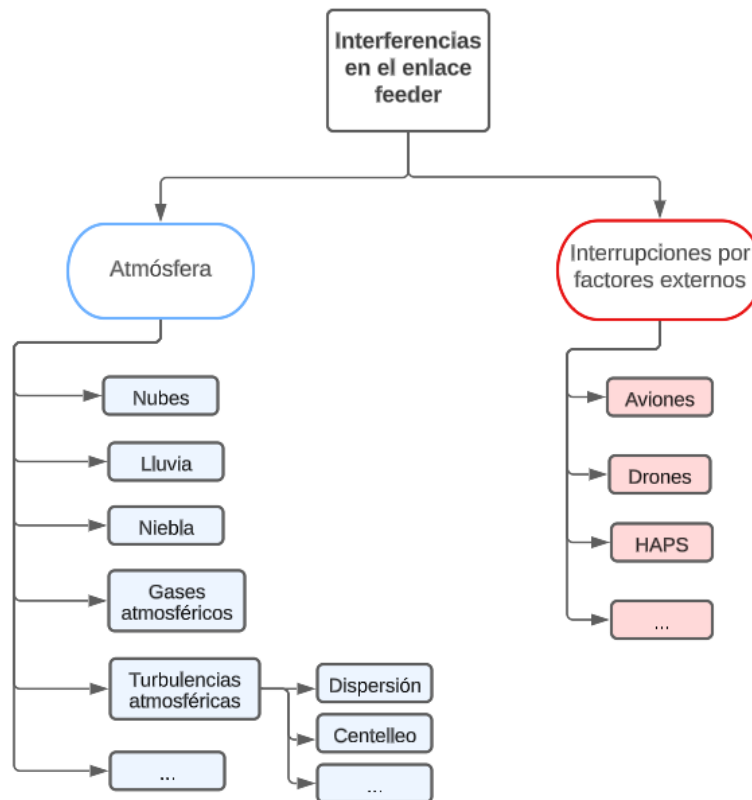 Interferencias
en el enlace
feeder
Atmósfera
Interrupciones por
factores externos
Nubes
Lluvia
Niebla
Gases
atmosféricos
Turbulencias
atmosféricas
...
Dispersión
Centelleo
...
Aviones
Drones
HAPS
...